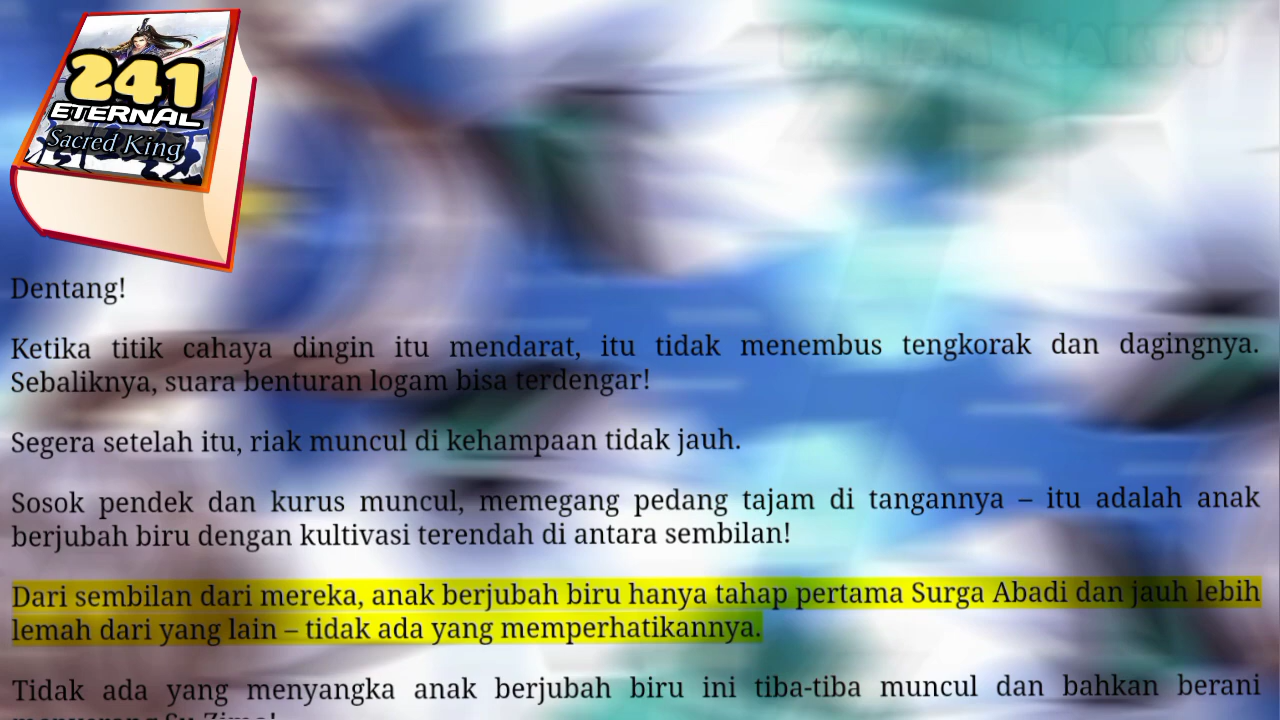 241
ETERNAL
Sacred King
Dentang!
Ketika titik cahaya dingin itu mendarat, itu tidak menembus tengkorak dan dagingnya.
Sebaliknya, suara benturan logam bisa terdengar!
Segera setelah itu, riak muncul di kehampaan tidak jauh.
Sosok pendek dan kurus muncul, memegang pedang tajam di tangannya – itu adalah anak
berjubah biru dengan kultivasi terendah di antara sembilan!
Dari sembilan dari mereka, anak berjubah biru hanya tahap pertama Surga Abadi dan jauh lebih
lemah dari yang lain – tidak ada yang memperhatikannya.
Tidak ada yang menyangka anak berjubah biru ini tiba-tiba muncul dan bahkan berani
menyerang Su Zimo!